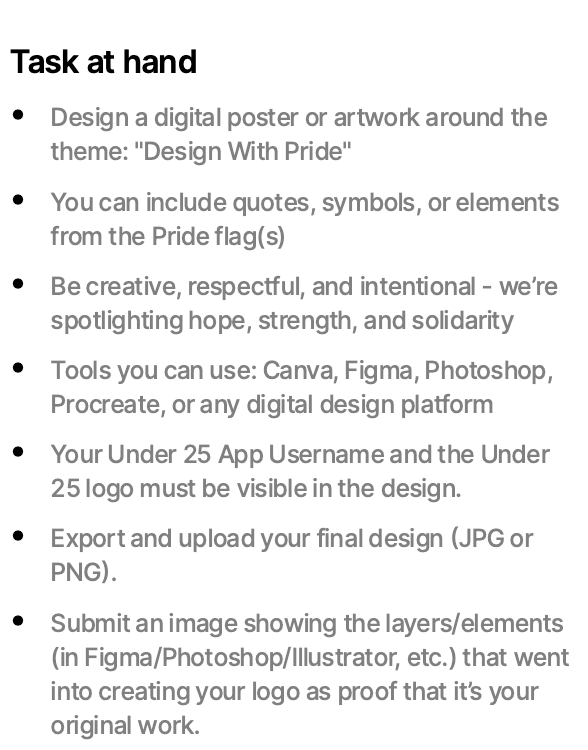 Task at hand
Design a digital poster or artwork around the
theme: "Design With Pride"
You can include quotes, symbols, or elements
from the Pride flag(s)
Be creative, respectful, and intentional - we’re
spotlighting hope, strength, and solidarity
Tools you can use: Canva, Figma, Photoshop,
Procreate, or any digital design platform
Your Under 25 App Username and the Under
25 logo must be visible in the design.
Export and upload your final design (JPG or
PNG).
Submit an image showing the layers/elements
(in Figma/Photoshop/Illustrator, etc.) that went
into creating your logo as proof that it’s your
original work.